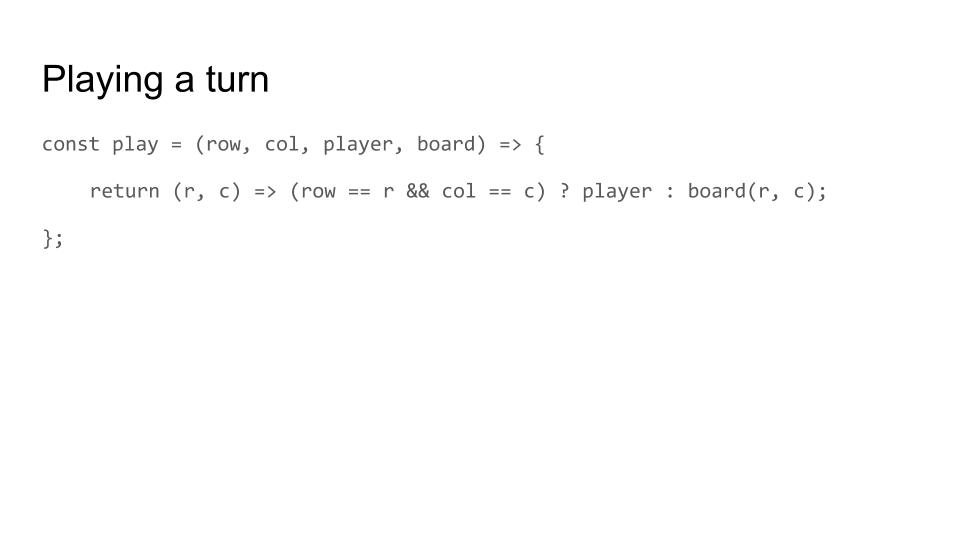 Playing a turn
const play = (row, col, player, board) => {
    return (r, c) => (row == r && col == c) ? player : board(r, c);
};